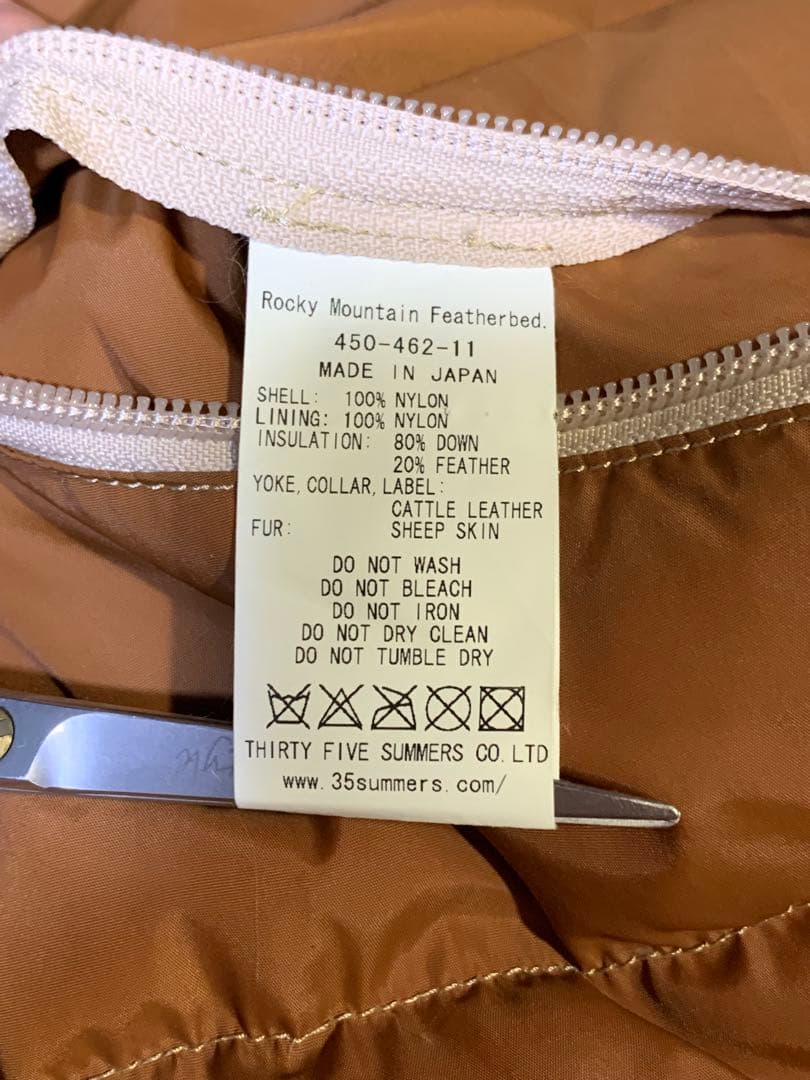 Rocky Mountain Featherbed.
450-462-11
MADE IN JAPAN
SHELL: 100% NYLON
LINING: 100% NYLON
INSULATION: 80% DOWN
20% FEATHER
YOKE, COLLAR, LABEL:
CATTLE LEATHER
FUR: SHEEP SKIN
DO NOT WASH
DO NOT BLEACH
DO NOT IRON
DO NOT DRY CLEAN
DO NOT TUMBLE DRY
THIRTY FIVE SUMMERS CO.LTD
www.35summers.com/